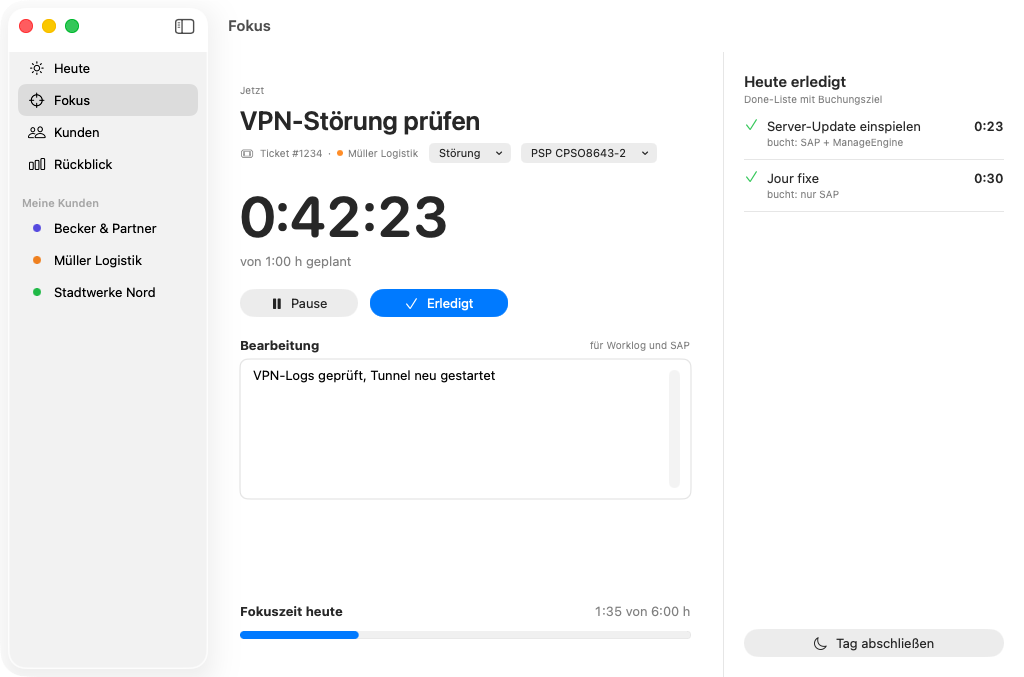 Fokus
Heute
Fokus
Kunden
Rückblick
Meine Kunden
Becker & Partner
Müller Logistik
Stadtwerke Nord
Jetzt
VPN-Störung prüfen
Ticket #1234 · Müller Logistik Störung PSP CPSO8643-2
0:42:23
von 1:00 h geplant
Pause Erledigt
Bearbeitung für Worklog und SAP
VPN-Logs geprüft, Tunnel neu gestartet
Fokuszeit heute 1:35 von 6:00 h
Heute erledigt
Done-Liste mit Buchungsziel
Server-Update einspielen 0:23
bucht: SAP + ManageEngine
Jour fixe 0:30
bucht: nur SAP
Tag abschließen